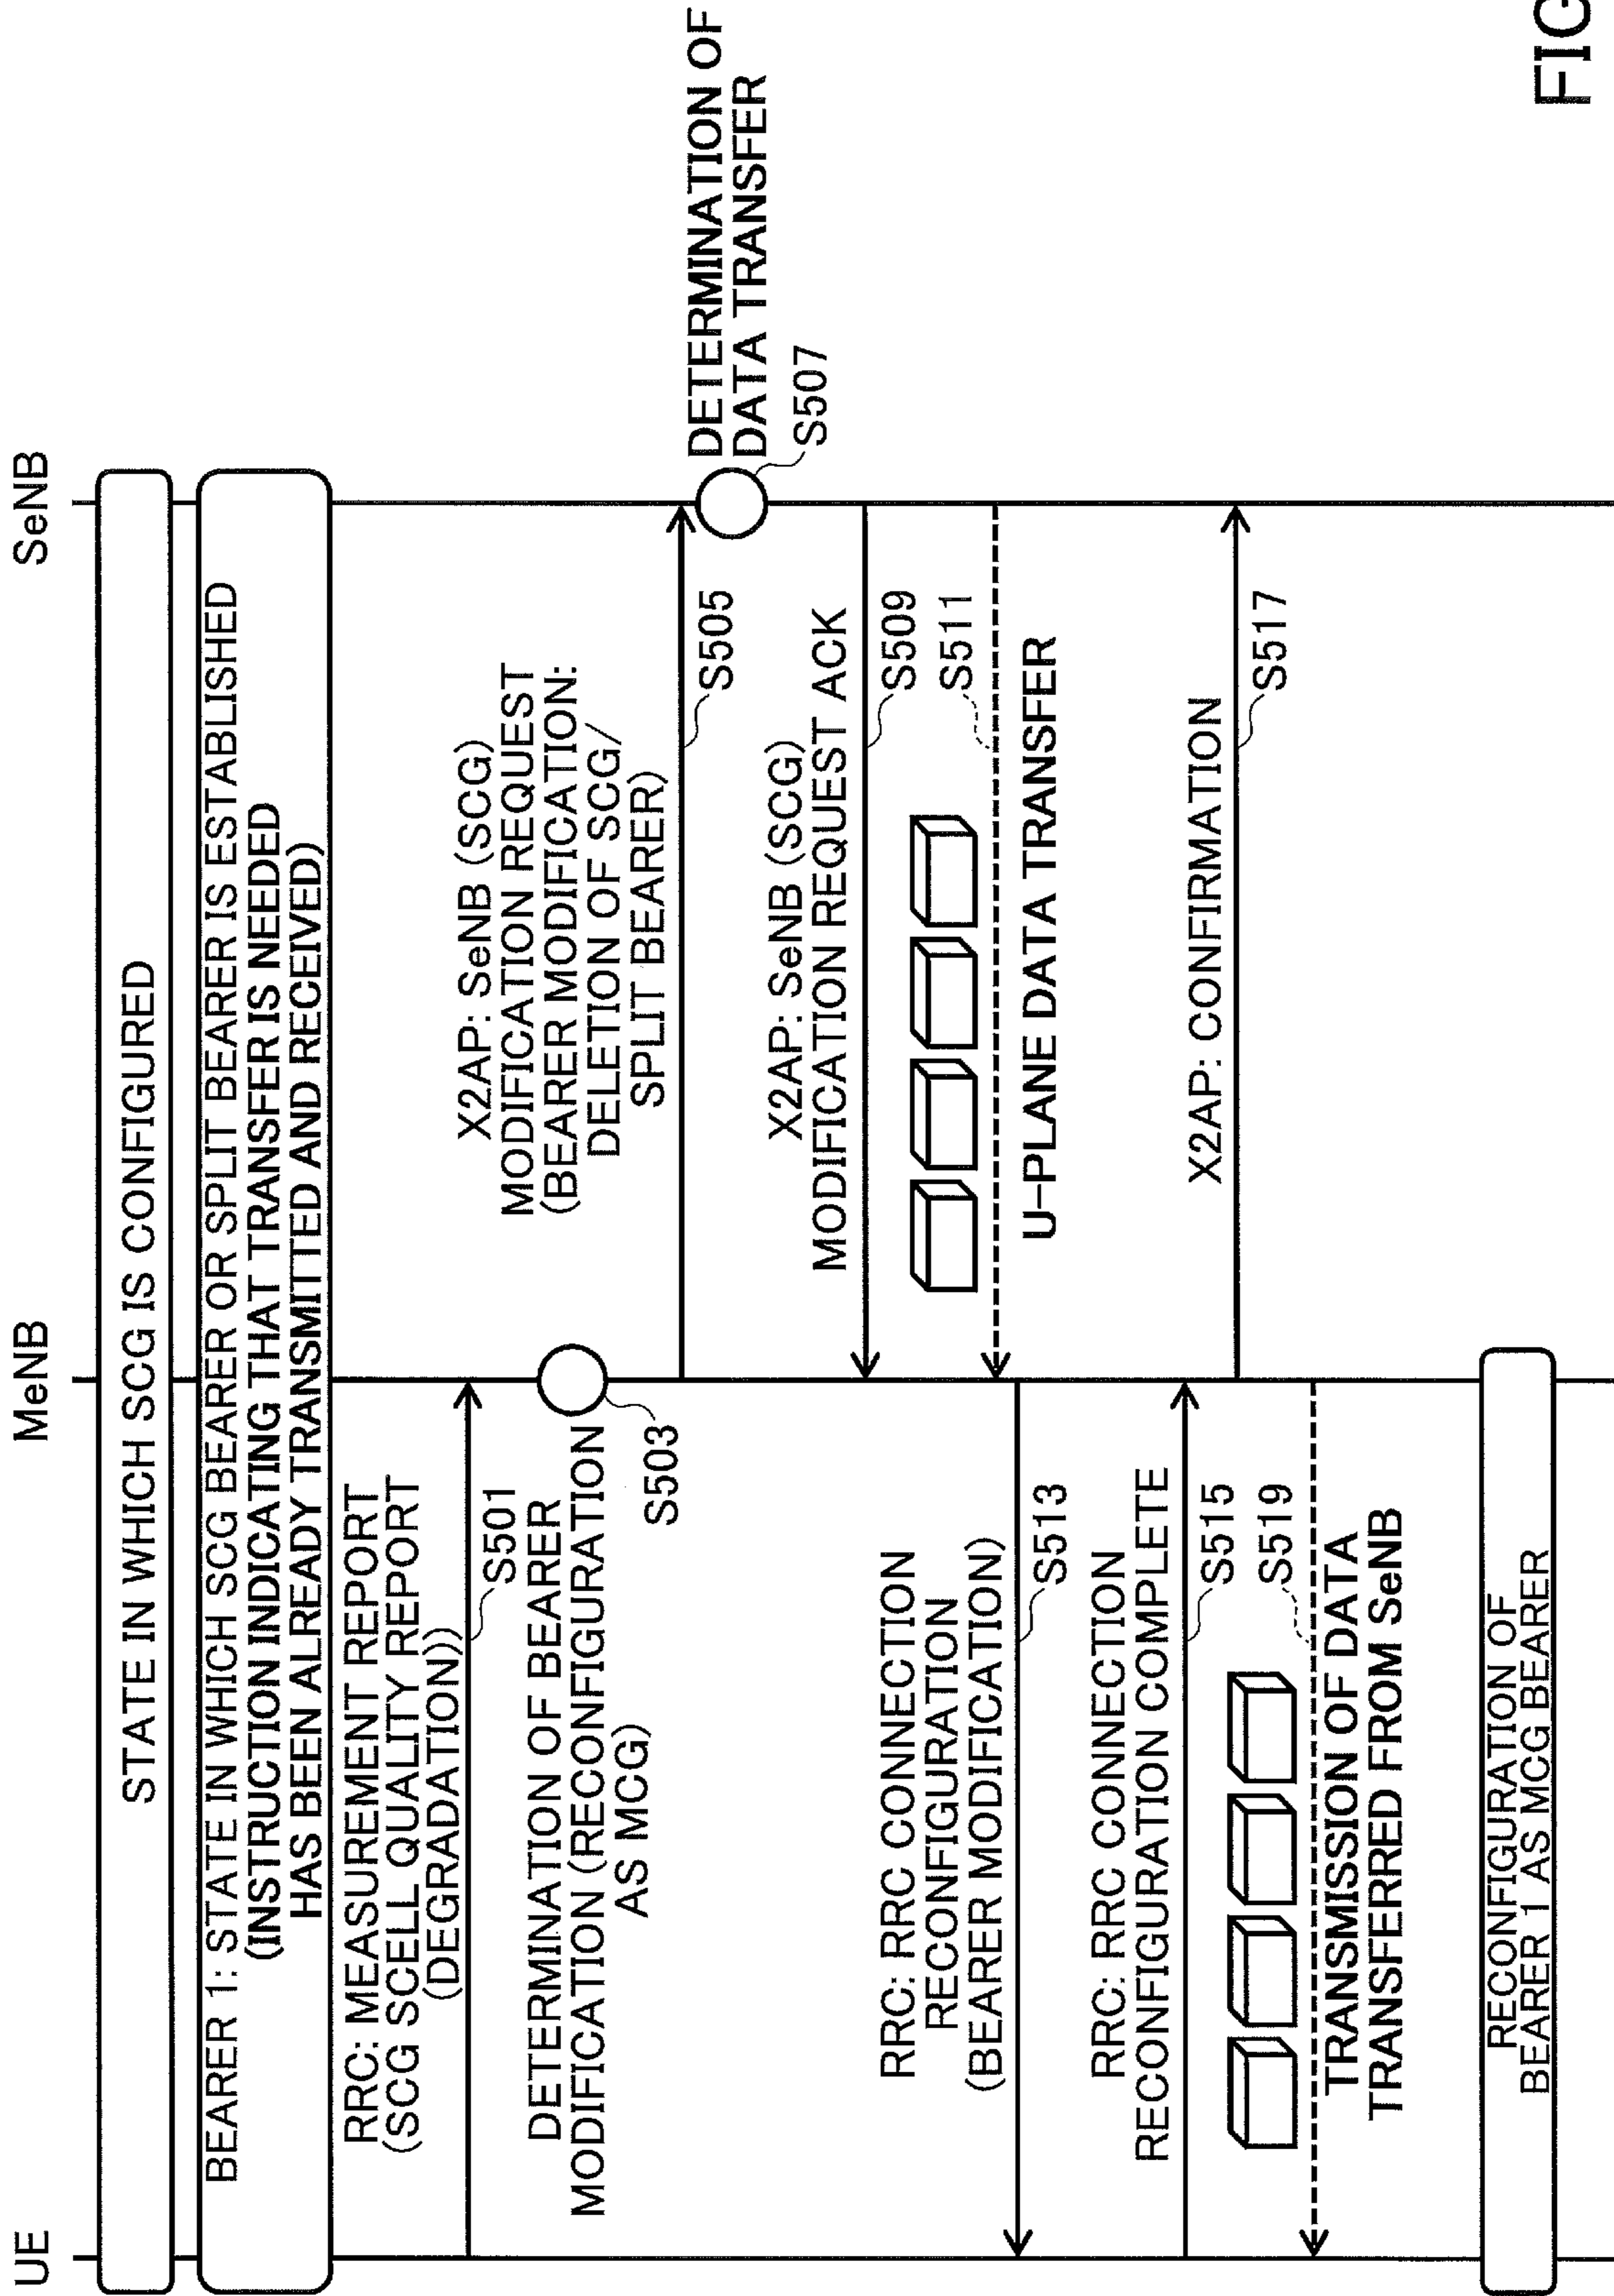 UE
MeNB
SeNB
STATE IN WHICH SCG IS CONFIGURED
BEARER 1: STATE IN WHICH SCG BEARER OR SPLIT BEARER IS ESTABLISHED
(INSTRUCTION INDICATING THAT TRANSFER IS NEEDED
HAS BEEN ALREADY TRANSMITTED AND RECEIVED)
RRC: MEASUREMENT REPORT
(SCG SCELL QUALITY REPORT
(DEGRADATION))
S501
DETERMINATION OF BEARER
MODIFICATION (RECONFIGURATION
AS MCG)
S503
X2AP: SeNB (SCG)
MODIFICATION REQUEST
(BEARER MODIFICATION:
DELETION OF SCG/
SPLIT BEARER)
S505
DETERMINATION OF
DATA TRANSFER
S507
X2AP: SeNB (SCG)
MODIFICATION REQUEST ACK
S509
S511
U-PLANE DATA TRANSFER
RRC: RRC CONNECTION
RECONFIGURATION
(BEARER MODIFICATION)
S513
RRC: RRC CONNECTION
RECONFIGURATION COMPLETE
S515
X2AP: CONFIRMATION
S517
S519
TRANSMISSION OF DATA
TRANSFERRED FROM SeNB
RECONFIGURATION OF
BEARER 1 AS MCG BEARER
FIG